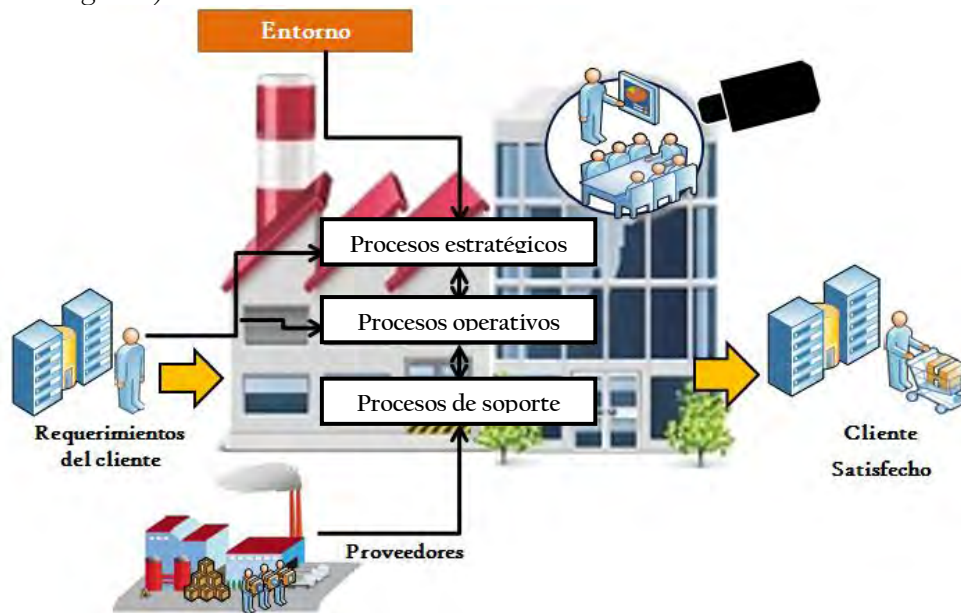 Entorno
Procesos estratégicos
Procesos operativos
Procesos de soporte
Requerimientos
del cliente
Cliente
Satisfecho
Proveedores